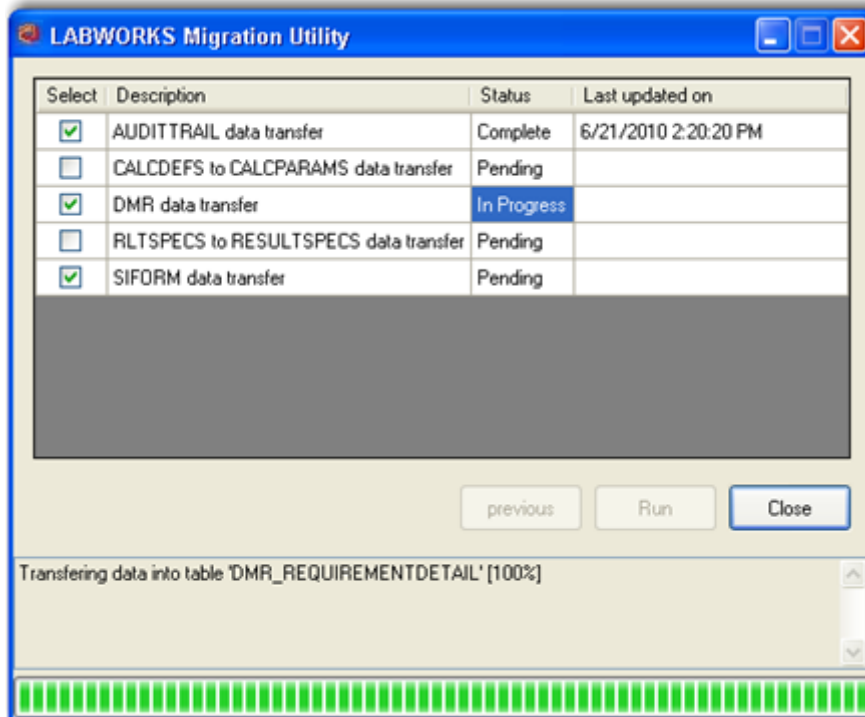 LABWORKS Migration Utility
Select Description Status Last updated on
AUDITTRAIL data transfer Complete 6/21/2010 2:20:20 PM
CALCDEFS to CALCPARAMS data transfer Pending
DMR data transfer In Progress
RLTSPECS to RESULTSPECS data transfer Pending
SIFORM data transfer Pending
previous Run Close
Transfering data into table 'DMR_REQUIREMENTDETAIL' [100%]